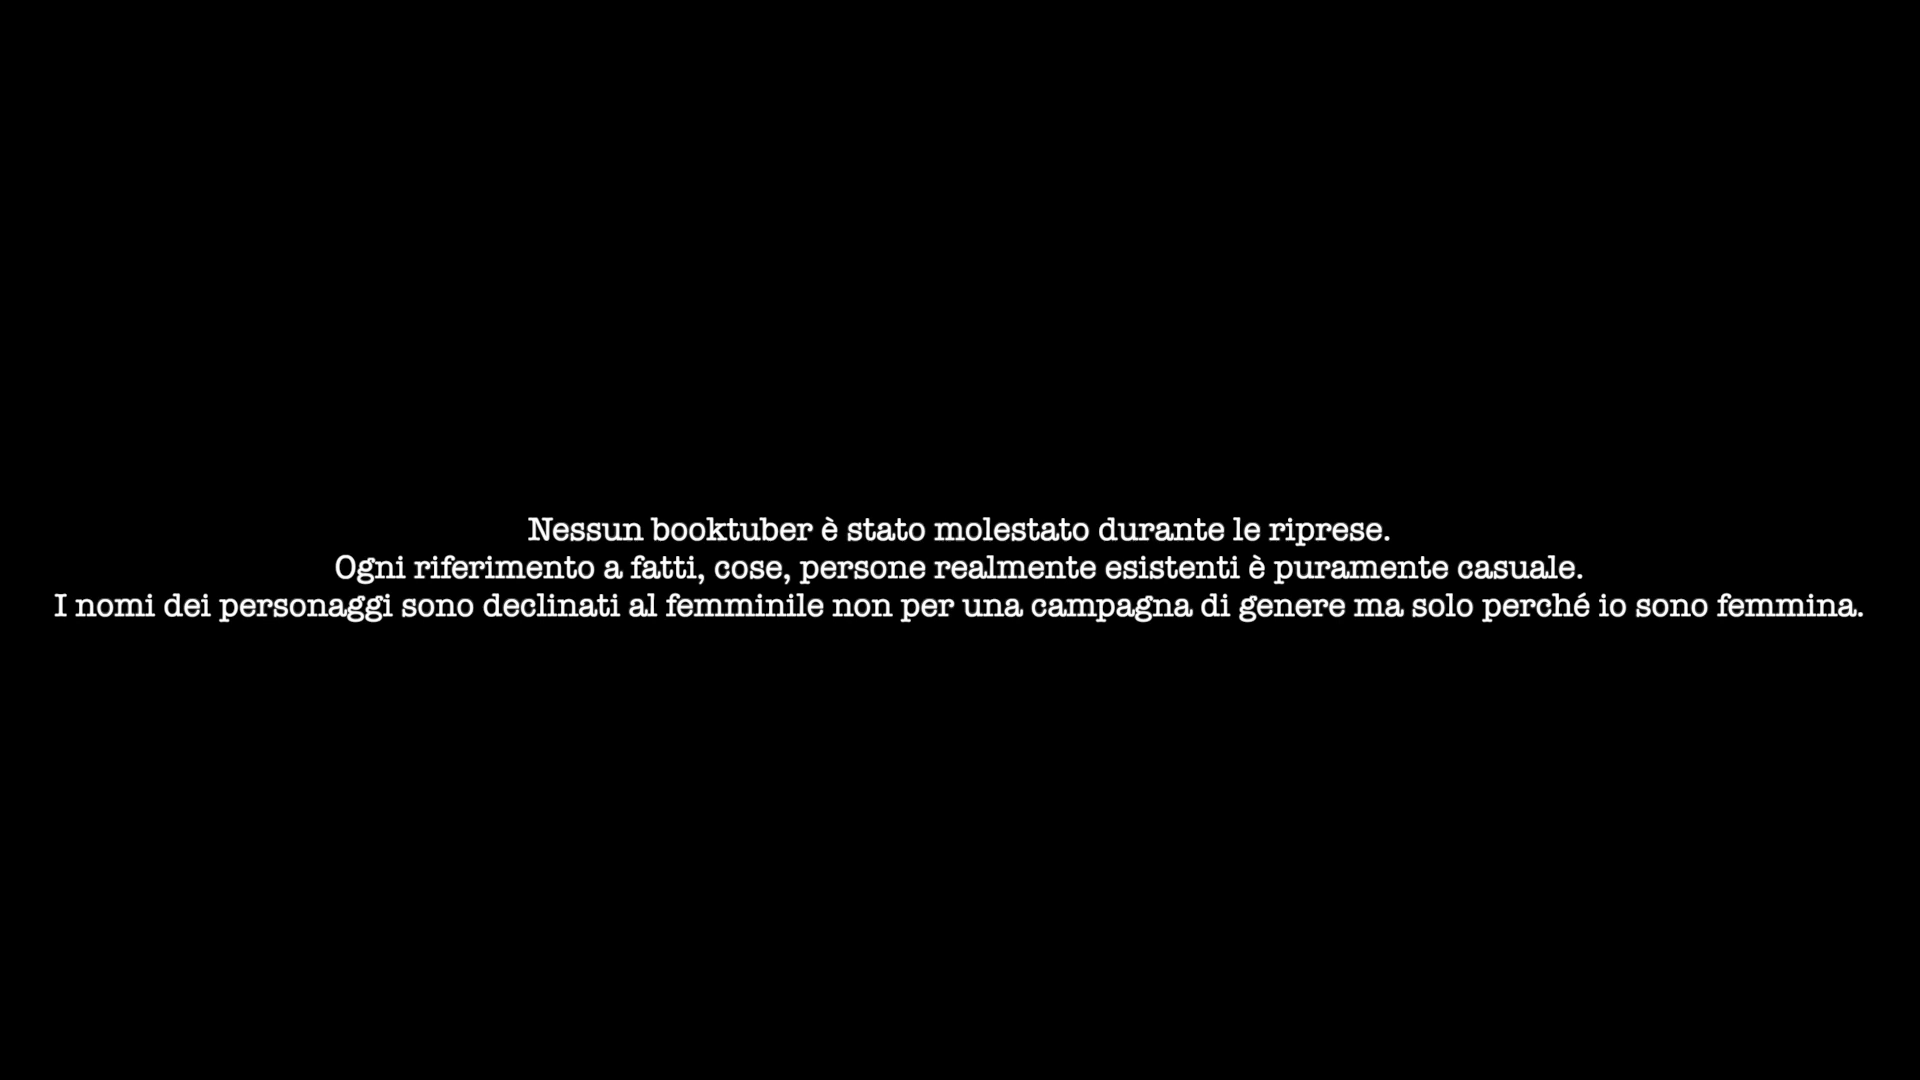 Nessun booktuber è stato molestato durante le riprese.
Ogni riferimento a fatti, cose, persone realmente esistenti è puramente casuale.
I nomi dei personaggi sono declinati al femminile non per una campagna di genere ma solo perché io sono femmina.